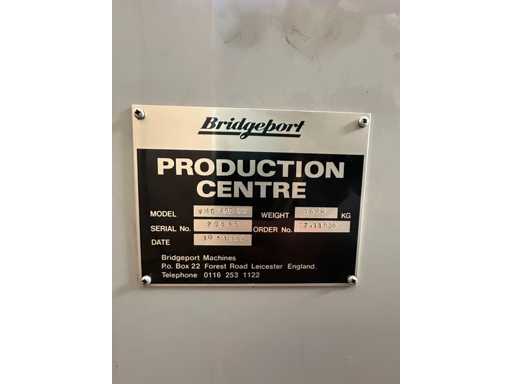 Bridgeport
PRODUCTION
CENTRE
MODEL WEIGHT KG
SERIAL No. ORDER No.
DATE
Bridgeport Machines
P.o. Box 22 Forest Road Leicester England.
Telephone 0116 253 1122